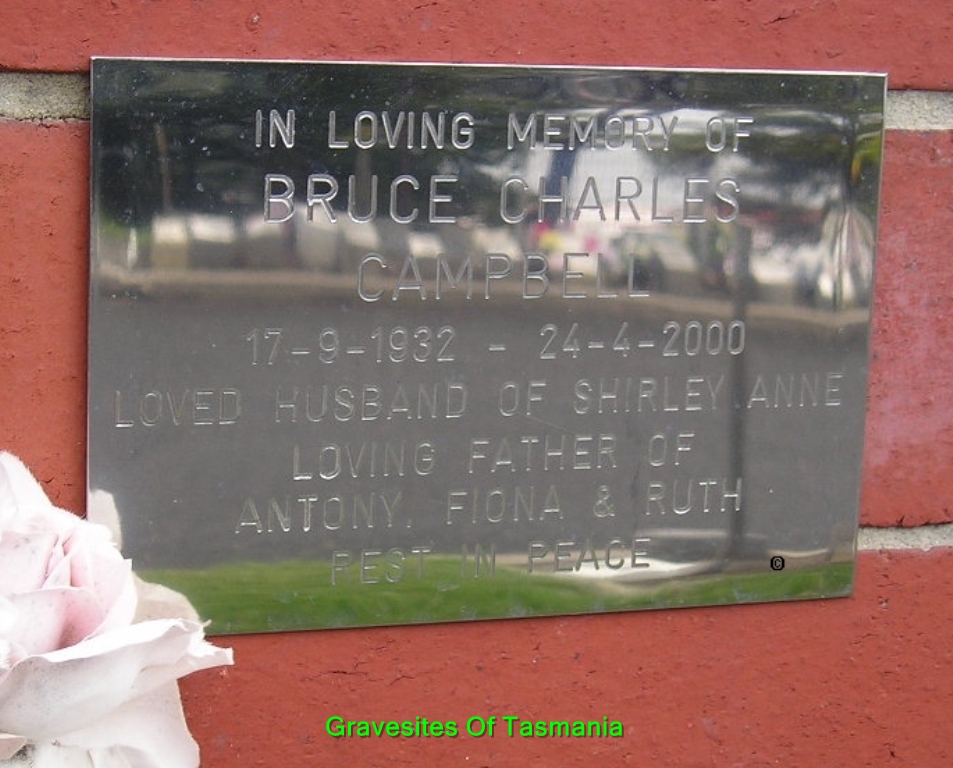 IN LOVING MEMORY OF
BRUCE CHARLES
CAMPBELL
17-9-1932 - 24-4-2000
LOVED HUSBAND OF SHIRLEY ANNE
LOVING FATHER OF
ANTONY, FIONA & RUTH
REST IN PEACE
©
Gravesites Of Tasmania